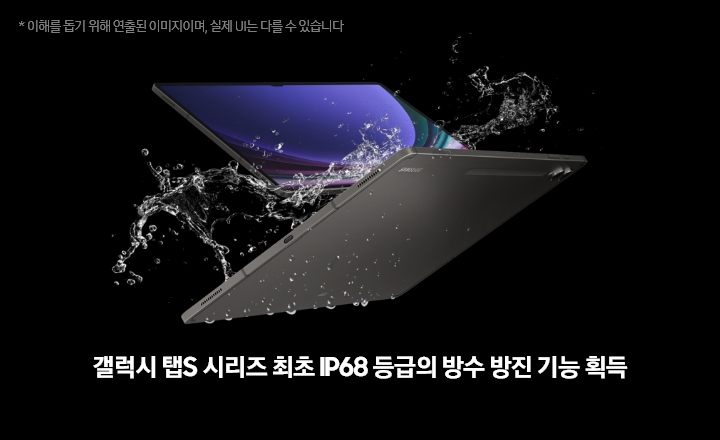 * 이해를 돕기 위해 연출된 이미지이며, 실제 UI는 다를 수 있습니다
SAMSUNG
갤럭시 탭S 시리즈 최초 IP68 등급의 방수 방진 기능 획득